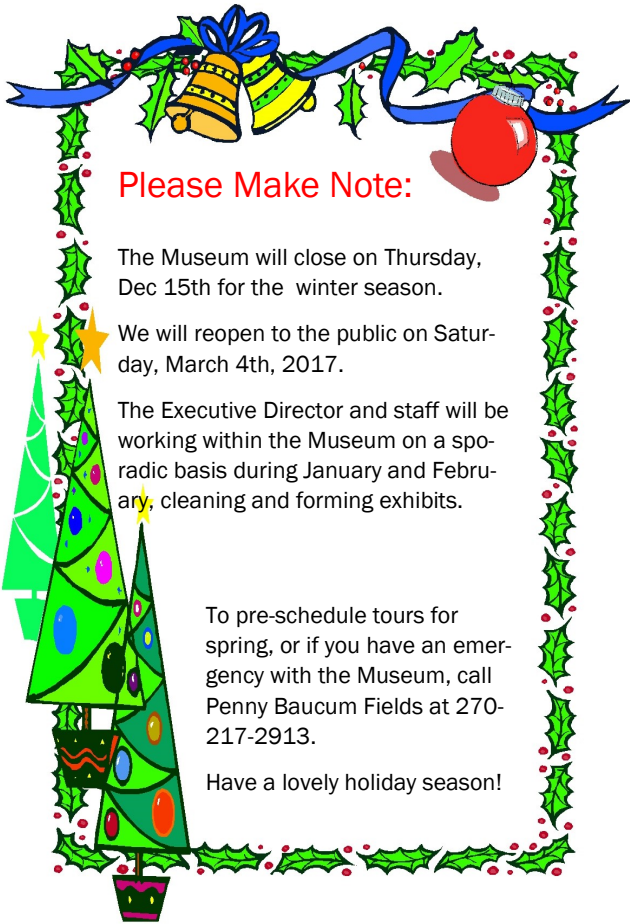 Please Make Note:
The Museum will close on Thursday,
Dec 15th for the  winter season.
We will reopen to the public on Satur-
day, March 4th, 2017.
The Executive Director and staff will be
working within the Museum on a spo-
radic basis during January and Febru-
ary, cleaning and forming exhibits.
To pre-schedule tours for
spring, or if you have an emer-
gency with the Museum, call
Penny Baucum Fields at 270-
217-2913.
Have a lovely holiday season!